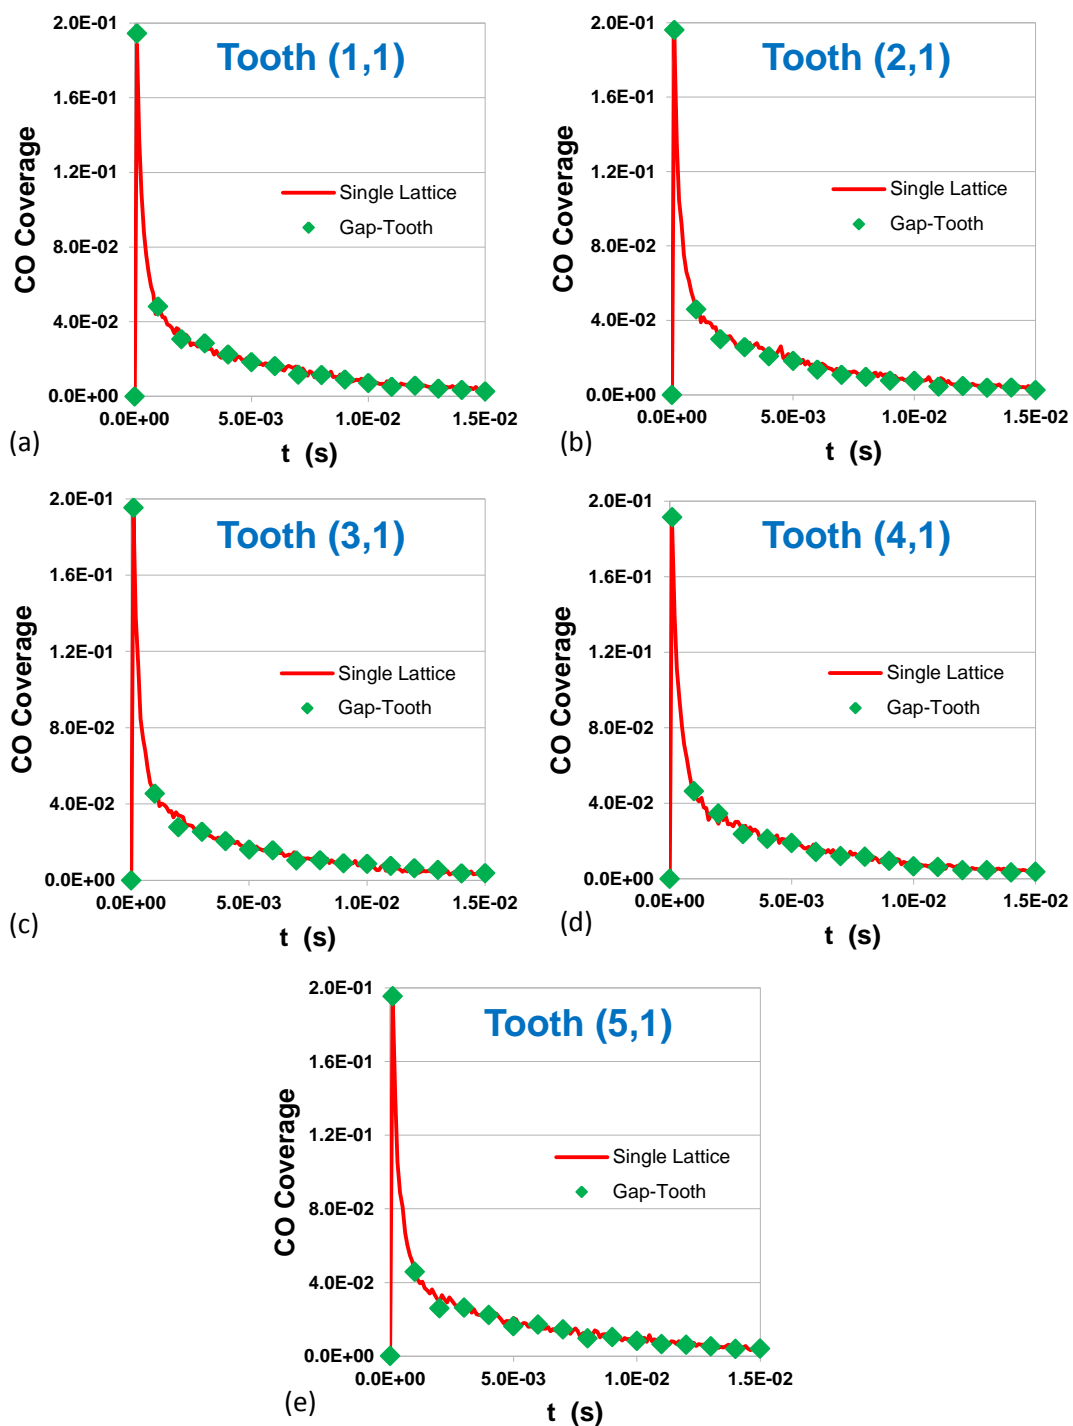 Tooth (1,1)
CO Coverage
2.0E-01
1.6E-01
1.2E-01
8.0E-02
4.0E-02
0.0E+00
Single Lattice
Gap-Tooth
0.0E+00 5.0E-03 1.0E-02 1.5E-02
t (s)
(a)
Tooth (2,1)
CO Coverage
2.0E-01
1.6E-01
1.2E-01
8.0E-02
4.0E-02
0.0E+00
Single Lattice
Gap-Tooth
0.0E+00 5.0E-03 1.0E-02 1.5E-02
t (s)
(b)
Tooth (3,1)
CO Coverage
2.0E-01
1.6E-01
1.2E-01
8.0E-02
4.0E-02
0.0E+00
Single Lattice
Gap-Tooth
0.0E+00 5.0E-03 1.0E-02 1.5E-02
t (s)
(c)
Tooth (4,1)
CO Coverage
2.0E-01
1.6E-01
1.2E-01
8.0E-02
4.0E-02
0.0E+00
Single Lattice
Gap-Tooth
0.0E+00 5.0E-03 1.0E-02 1.5E-02
t (s)
(d)
Tooth (5,1)
CO Coverage
2.0E-01
1.6E-01
1.2E-01
8.0E-02
4.0E-02
0.0E+00
Single Lattice
Gap-Tooth
0.0E+00 5.0E-03 1.0E-02 1.5E-02
t (s)
(e)